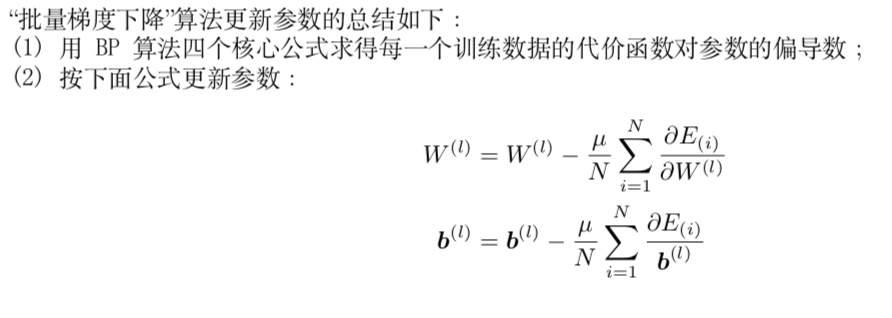 “批量梯度下降”算法更新参数的总结如下：
(1) 用 BP 算法四个核心公式求得每一个训练数据的代价函数对参数的偏导数；
(2) 按下面公式更新参数：
W^{(l)} = W^{(l)} - \frac{\mu}{N} \sum_{i=1}^{N} \frac{\partial E_{(i)}}{\partial W^{(l)}}
\boldsymbol{b}^{(l)} = \boldsymbol{b}^{(l)} - \frac{\mu}{N} \sum_{i=1}^{N} \frac{\partial E_{(i)}}{\boldsymbol{b}^{(l)}}